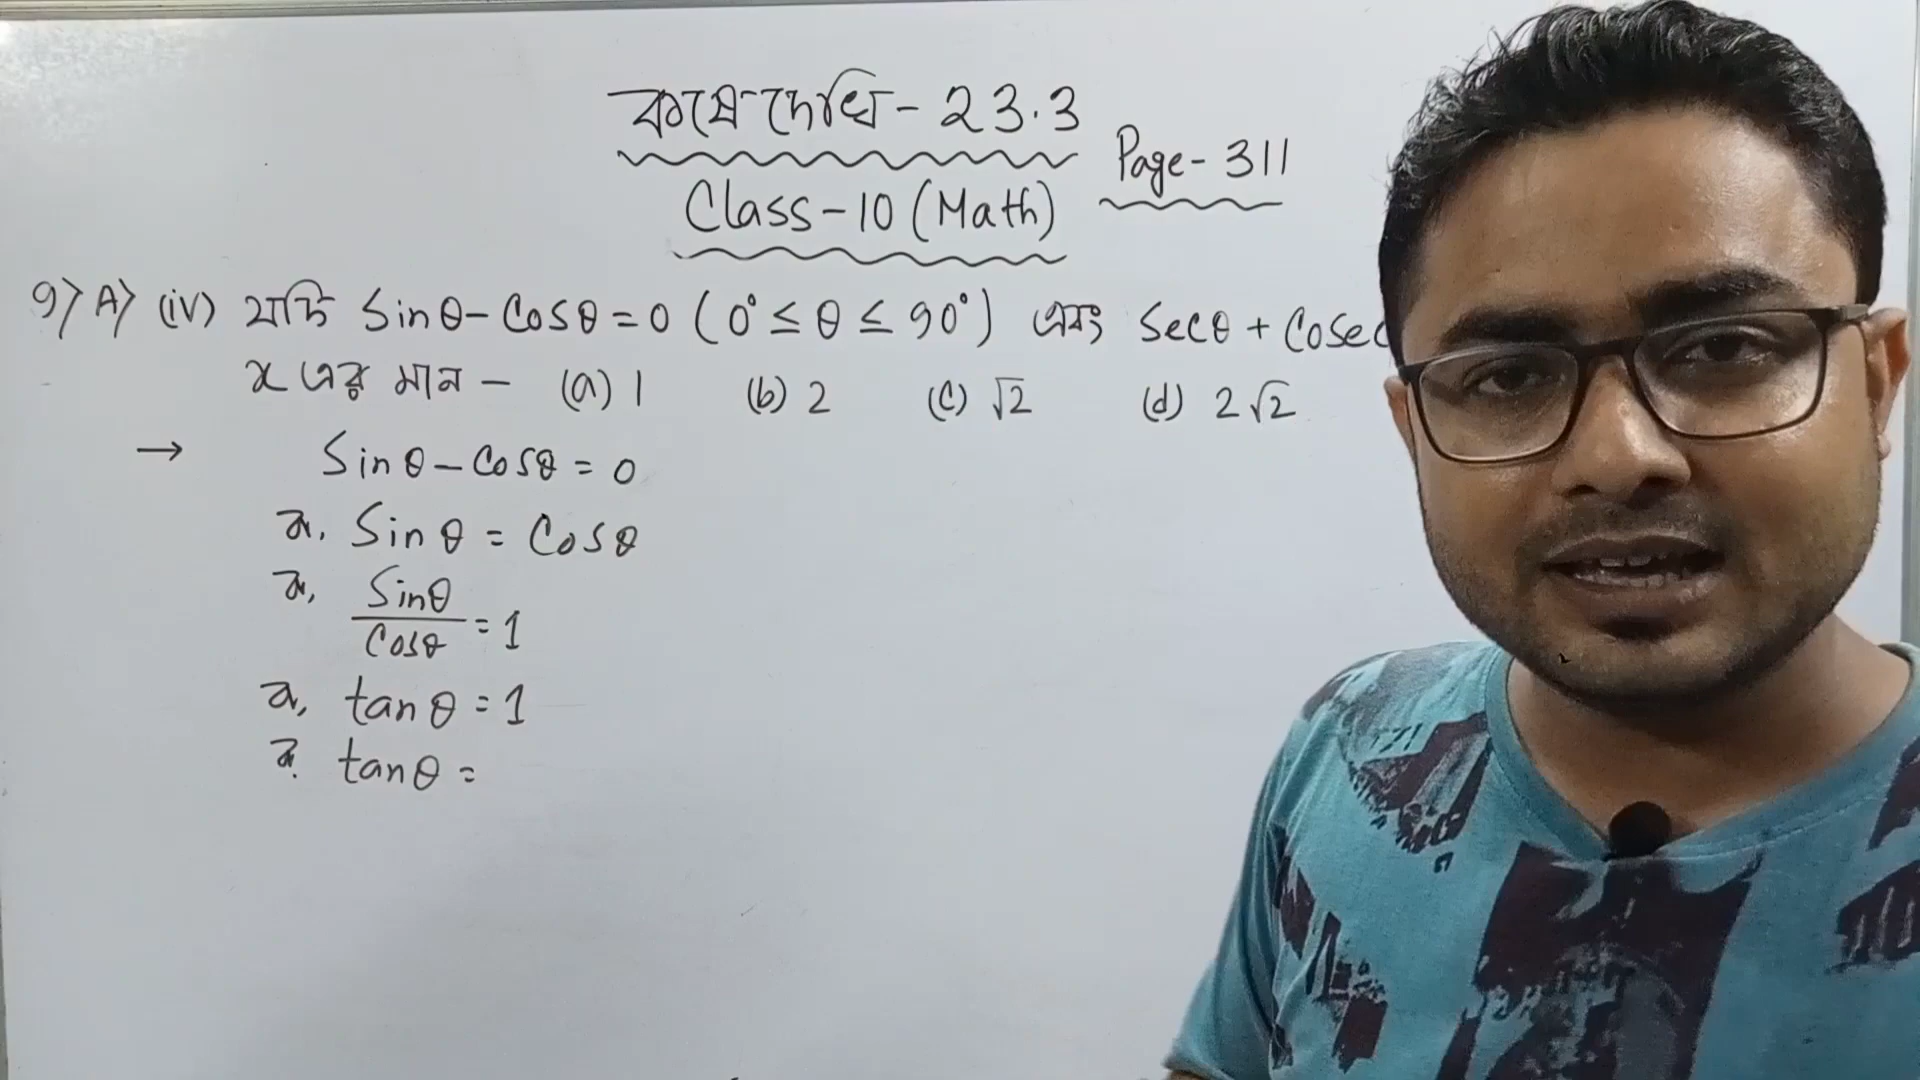 কষে দেখি - 23.3
Page - 311
Class - 10 (Math)
9) A) (iv) যদি Sinθ - Cosθ = 0 (0° ≤ θ ≤ 90°) এবং Secθ + Cosec
x এর মান - (a) 1 (b) 2 (c) √2 (d) 2√2
→ Sinθ - Cosθ = 0
বা, Sinθ = Cosθ
বা, Sinθ/Cosθ = 1
বা, tanθ = 1
বা, tanθ =